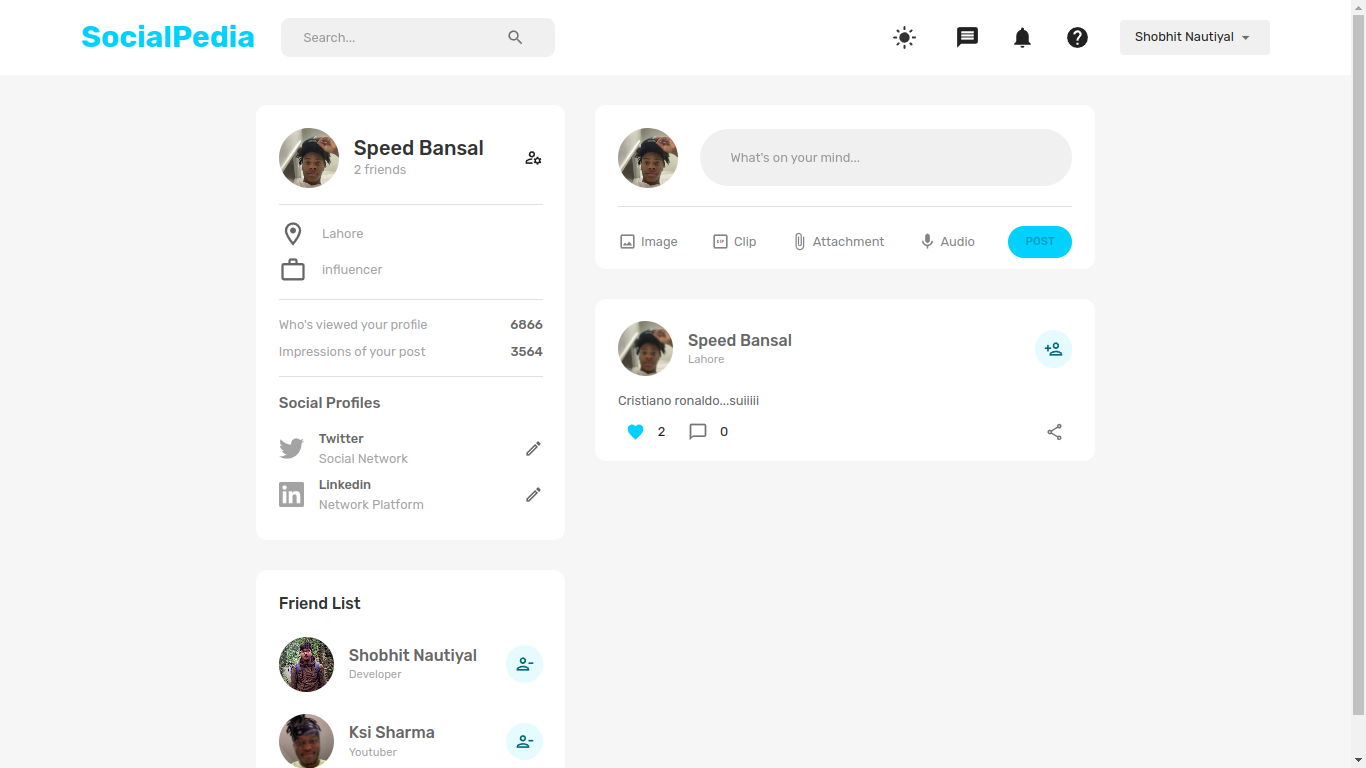 SocialPedia
Search...
Shobhit Nautiyal
Speed Bansal
2 friends
Lahore
influencer
Who's viewed your profile 6866
Impressions of your post 3564
Social Profiles
Twitter
Social Network
Linkedin
Network Platform
Friend List
Shobhit Nautiyal
Developer
Ksi Sharma
Youtuber
What's on your mind...
Image Clip Attachment Audio POST
Speed Bansal
Lahore
Cristiano ronaldo...suiiiii
2 0